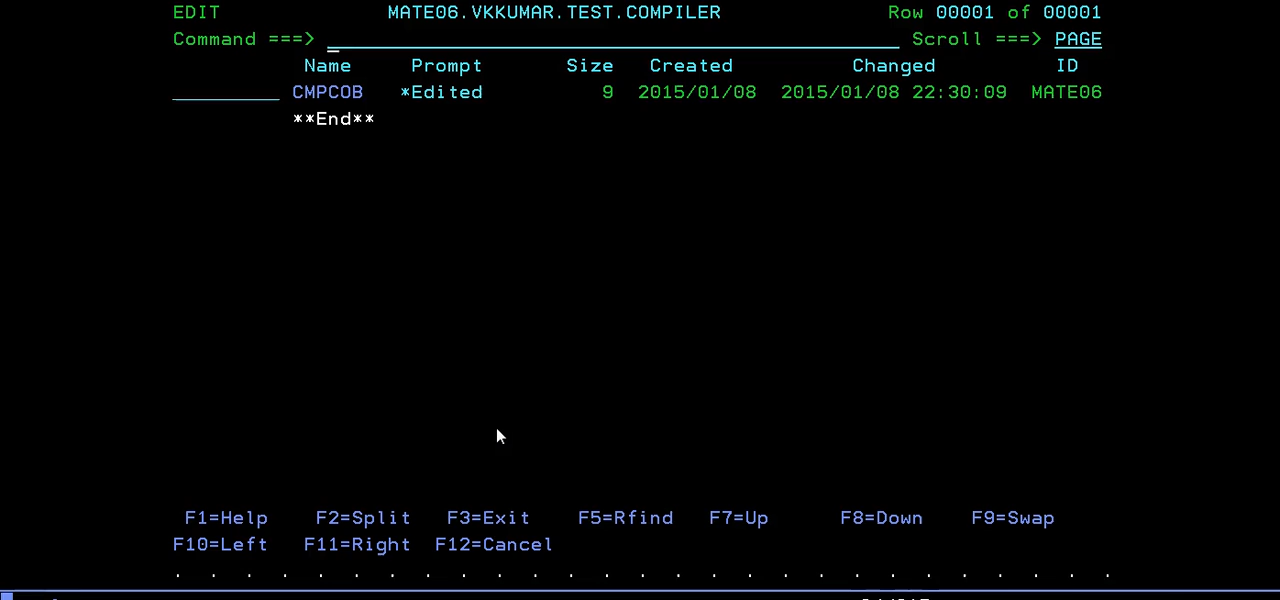 EDIT MATE06.VKKUMAR.TEST.COMPILER Row 00001 of 00001
Command ===> Scroll ===> PAGE
Name Prompt Size Created Changed ID
CMPCOB *Edited 9 2015/01/08 2015/01/08 22:30:09 MATE06
**End**
F1=Help F2=Split F3=Exit F5=Rfind F7=Up F8=Down F9=Swap
F10=Left F11=Right F12=Cancel